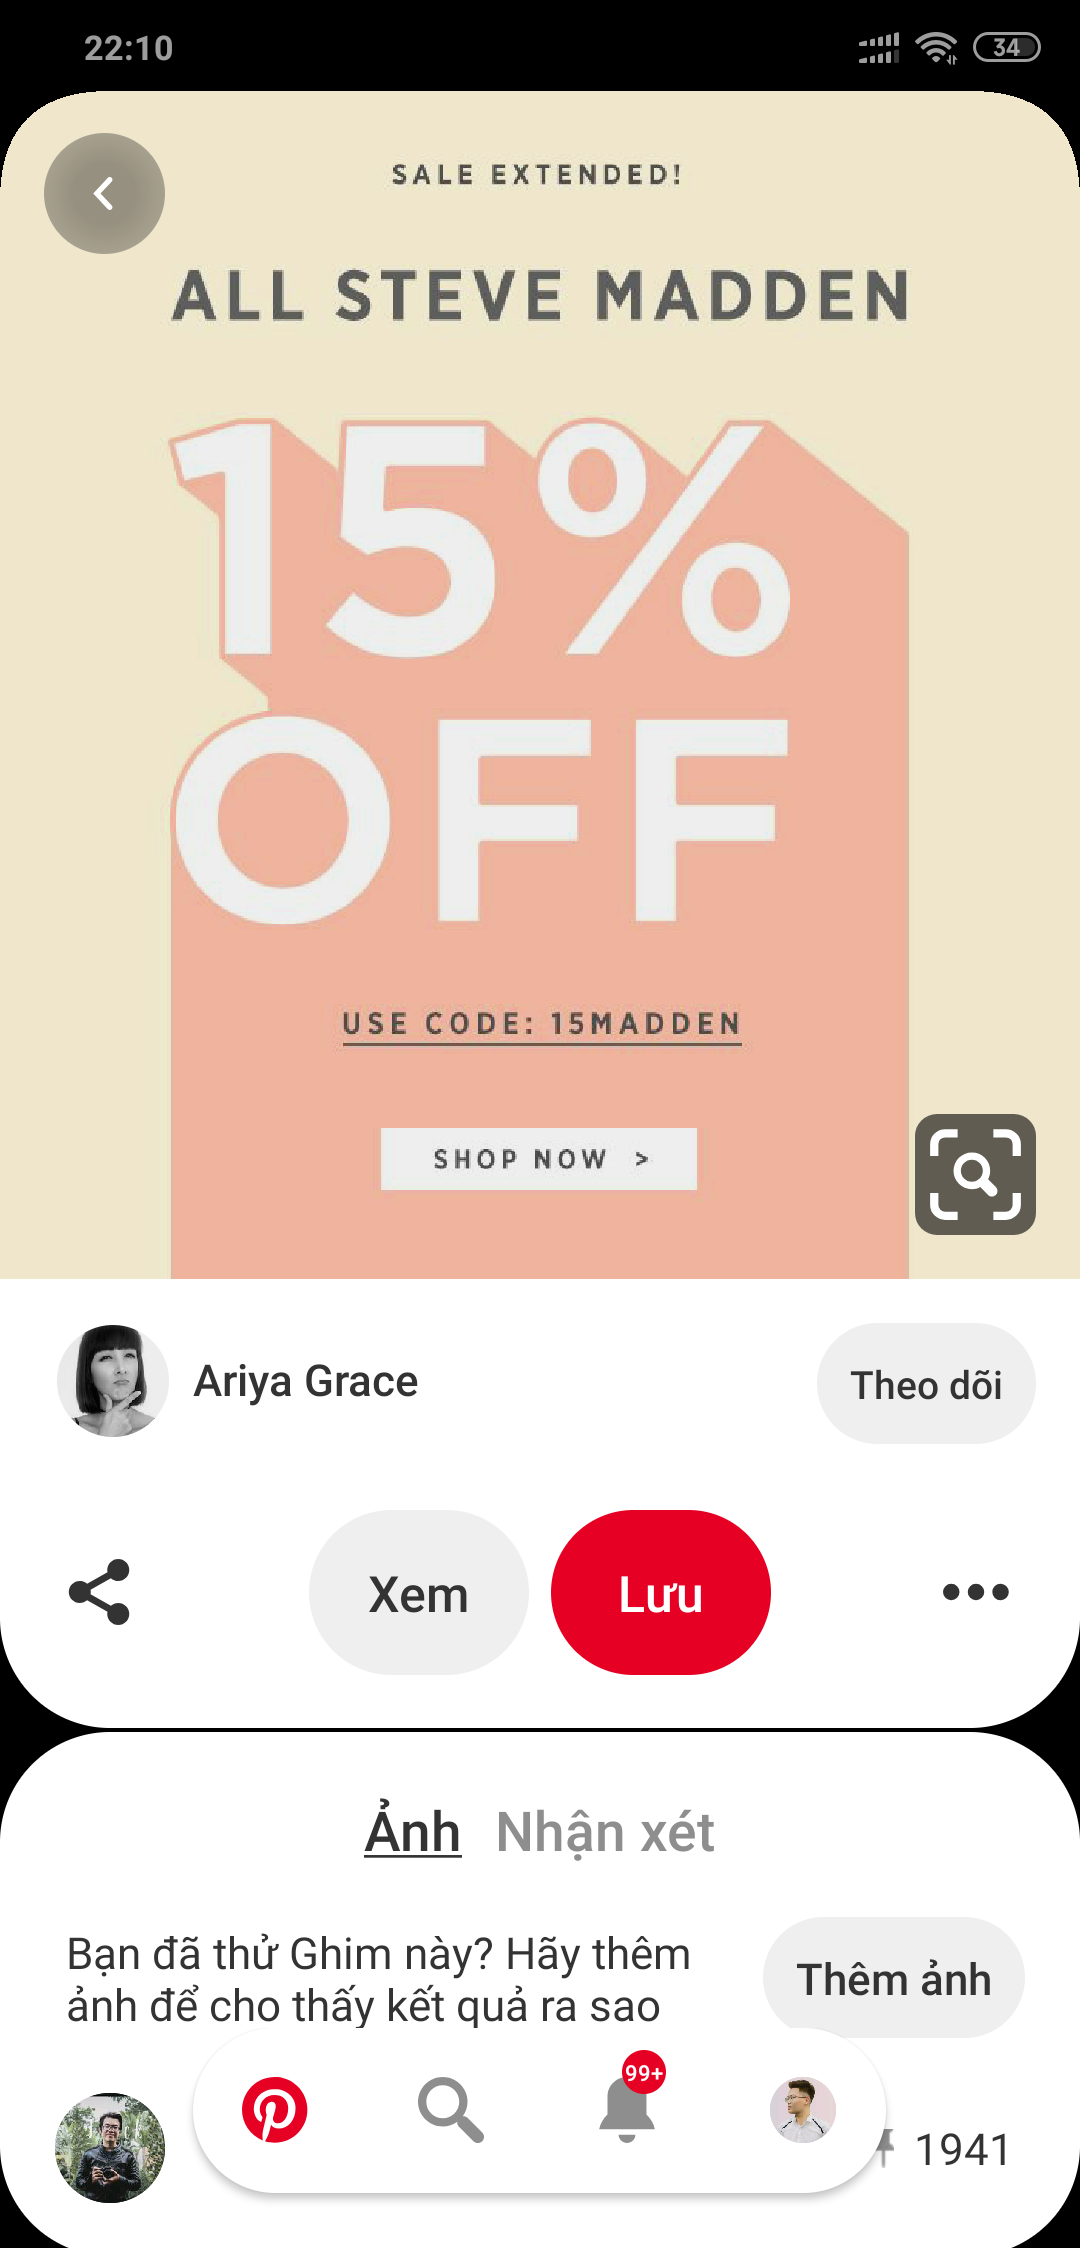 22:10
34
SALE EXTENDED!
ALL STEVE MADDEN
15%
OFF
USE CODE: 15MADDEN
SHOP NOW >
Ariya Grace
Theo dõi
Xem
Lưu
Ảnh
Nhận xét
Bạn đã thử Ghim này? Hãy thêm
ảnh để cho thấy kết quả ra sao
Thêm ảnh
99+
1941